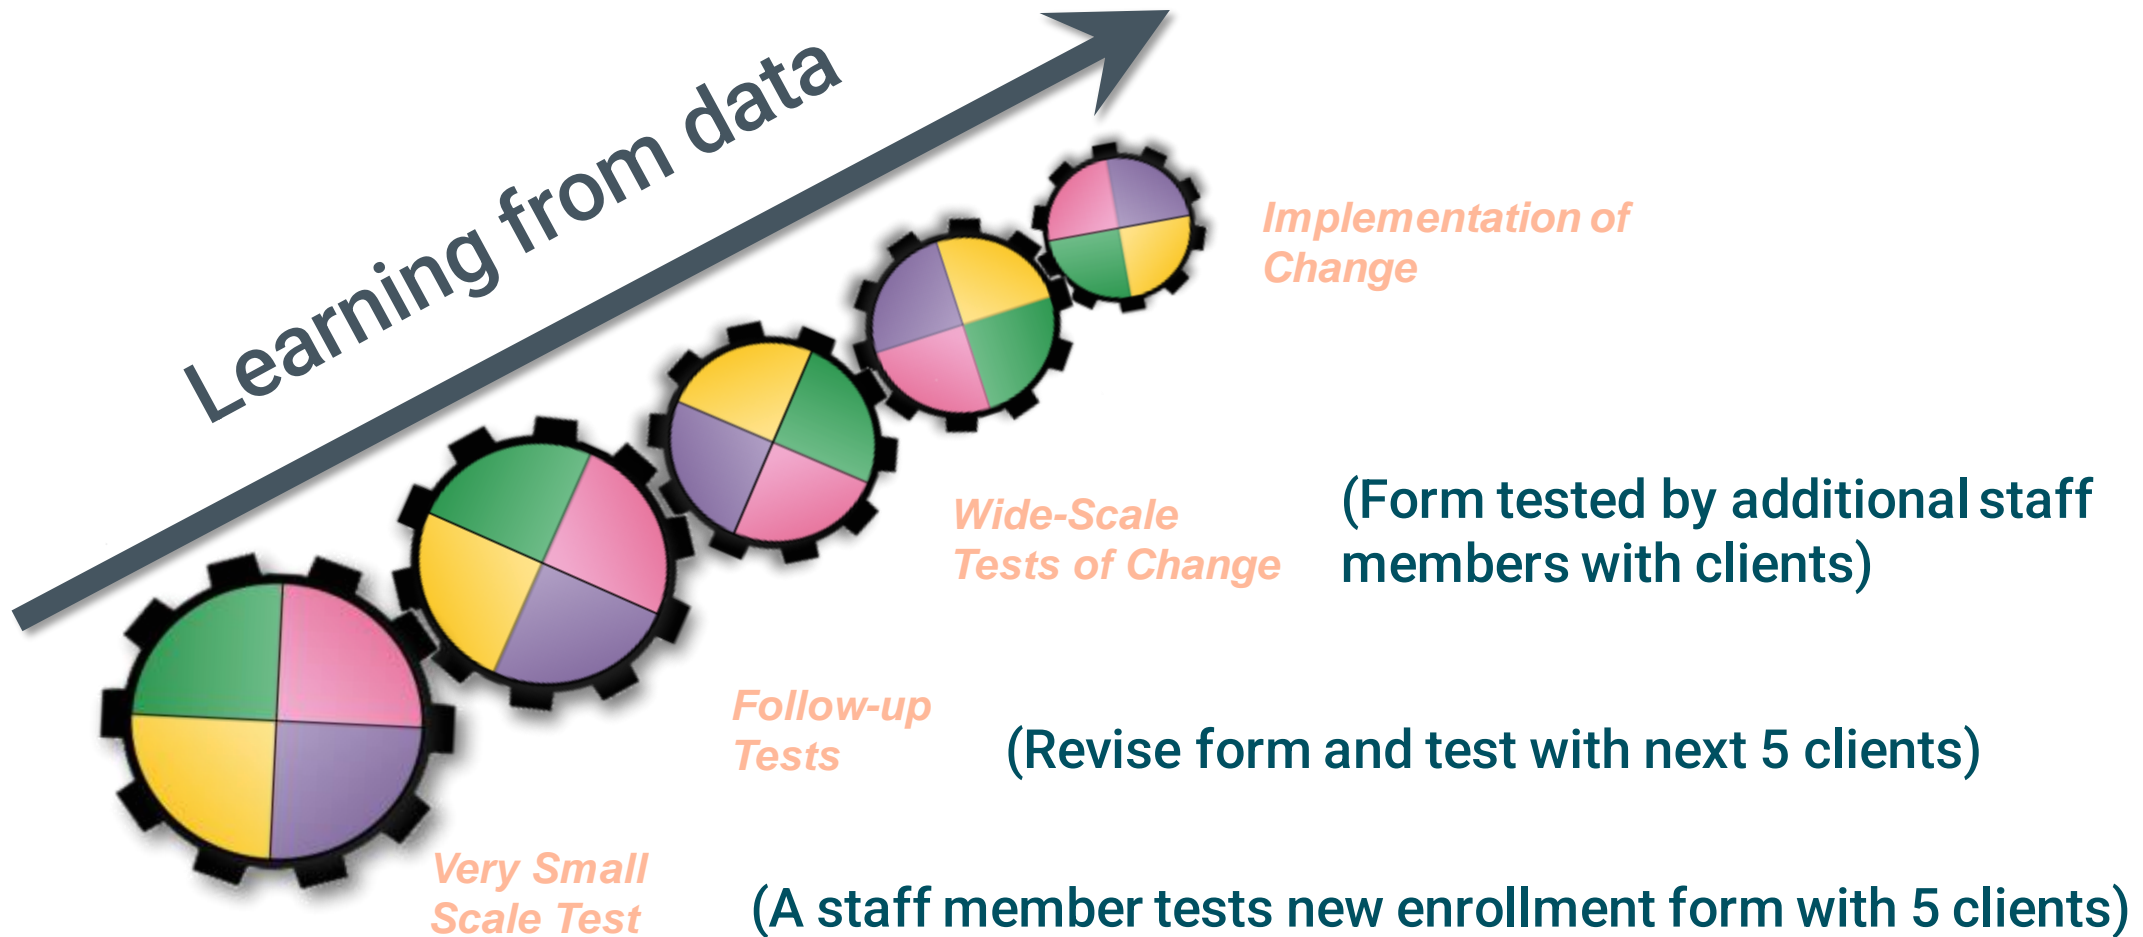 Learning from data
Implementation of
Change
Wide-Scale
Tests of Change
(Form tested by additional staff
members with clients)
Follow-up
Tests
(Revise form and test with next 5 clients)
Very Small
Scale Test
(A staff member tests new enrollment form with 5 clients)